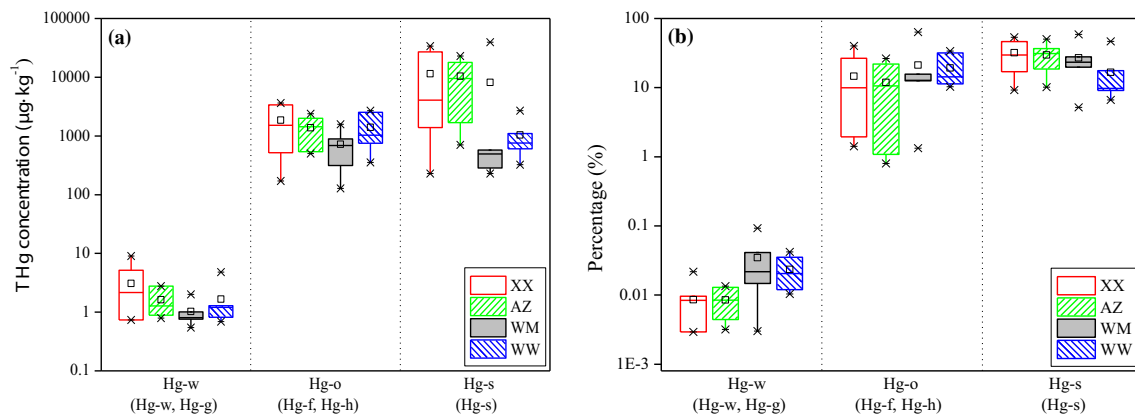 (a)
THg concentration (μg·kg⁻¹)
100000
10000
1000
100
10
1
0.1
Hg-w
(Hg-w, Hg-g)
Hg-o
(Hg-f, Hg-h)
Hg-s
(Hg-s)
XX
AZ
WM
WW
(b)
Percentage (%)
100
10
1
0.1
0.01
1E-3
Hg-w
(Hg-w, Hg-g)
Hg-o
(Hg-f, Hg-h)
Hg-s
(Hg-s)
XX
AZ
WM
WW